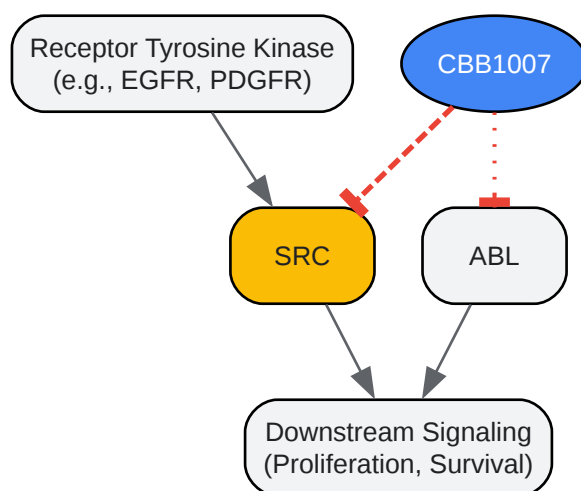 Receptor Tyrosine Kinase
(e.g., EGFR, PDGFR)
CBB1007
SRC
ABL
Downstream Signaling
(Proliferation, Survival)